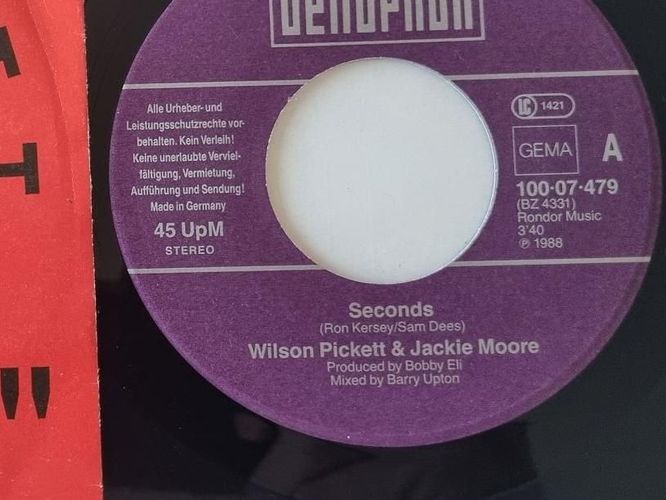 Alle Urheber- und
Leistungsschutzrechte vor-
behalten. Kein Verleih!
Keine unerlaubte Verviel-
fältigung, Vermietung,
Aufführung und Sendung!
Made in Germany
45 UpM
STEREO
LC 1421
GEMA A
100·07·479
(BZ 4331)
Rondor Music
3'40
℗ 1988
Seconds
(Ron Kersey/Sam Dees)
Wilson Pickett & Jackie Moore
Produced by Bobby Eli
Mixed by Barry Upton